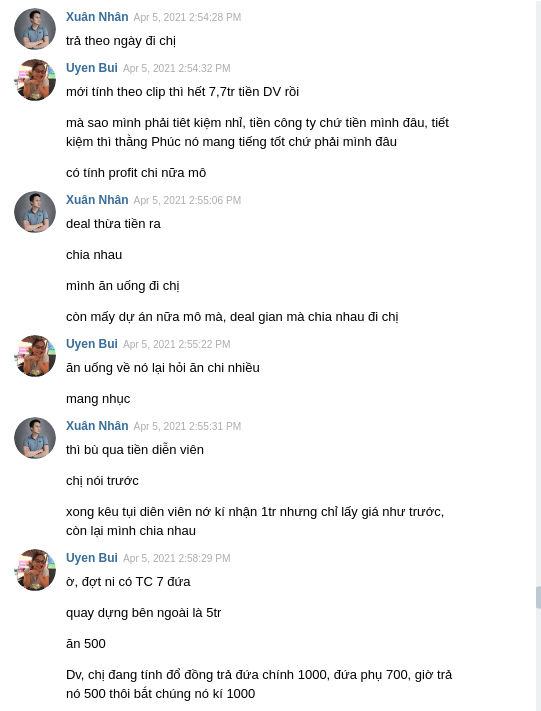 Xuân Nhân Apr 5, 2021 2:54:28 PM
trả theo ngày đi chị
Uyen Bui Apr 5, 2021 2:54:32 PM
mới tính theo clip thì hết 7,7tr tiền DV rồi
mà sao mình phải tiêt kiệm nhỉ, tiền công ty chứ tiền mình đâu, tiết
kiệm thì thằng Phúc nó mang tiếng tốt chứ phải mình đâu
có tính profit chi nữa mô
Xuân Nhân Apr 5, 2021 2:55:06 PM
deal thừa tiền ra
chia nhau
mình ăn uống đi chị
còn mấy dự án nữa mô mà, deal gian mà chia nhau đi chị
Uyen Bui Apr 5, 2021 2:55:22 PM
ăn uống về nó lại hỏi ăn chi nhiều
mang nhục
Xuân Nhân Apr 5, 2021 2:55:31 PM
thì bù qua tiền diễn viên
chị nói trước
xong kêu tụi diên viên nớ kí nhận 1tr nhưng chỉ lấy giá như trước,
còn lại mình chia nhau
Uyen Bui Apr 5, 2021 2:58:29 PM
ờ, đợt ni có TC 7 đứa
quay dựng bên ngoài là 5tr
ăn 500
Dv, chị đang tính đổ đồng trả đứa chính 1000, đứa phụ 700, giờ trả
nó 500 thôi bắt chúng nó kí 1000